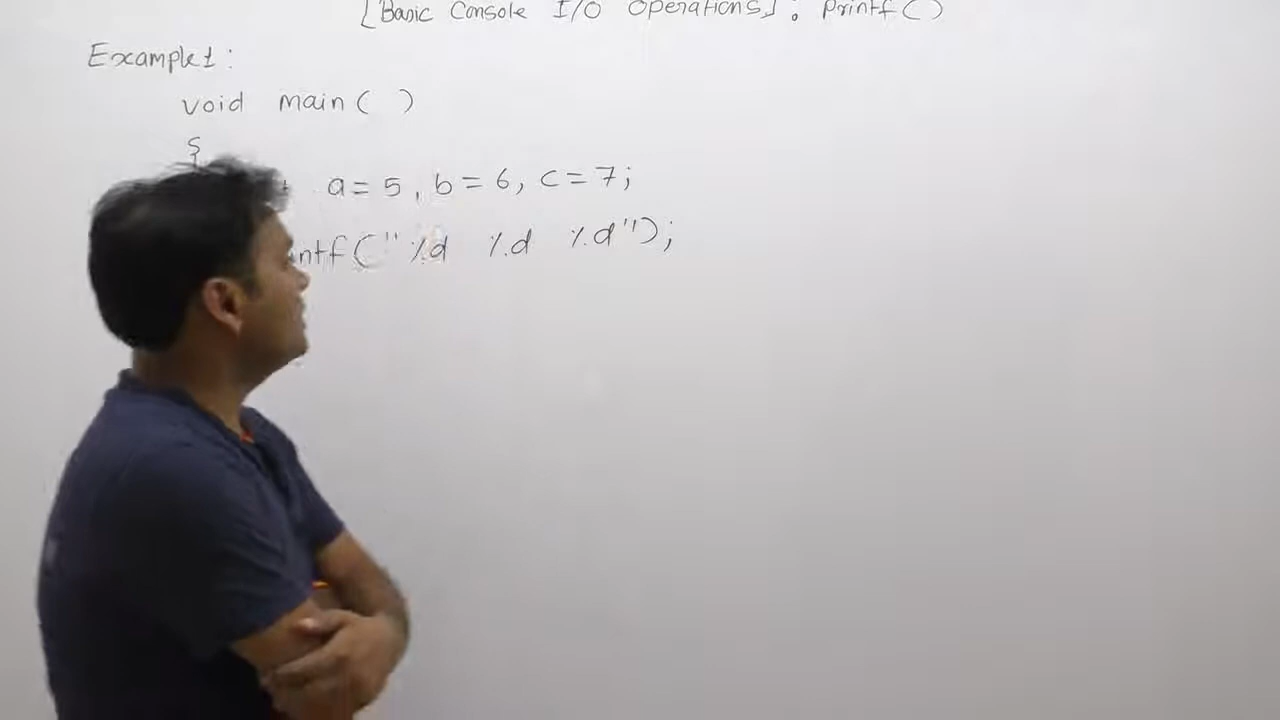 [Basic Console I/O Operations]: Printf ( )
Example1:
void main ( )
{
a= 5 , b= 6, c= 7;
ntf (" %d %d %d");